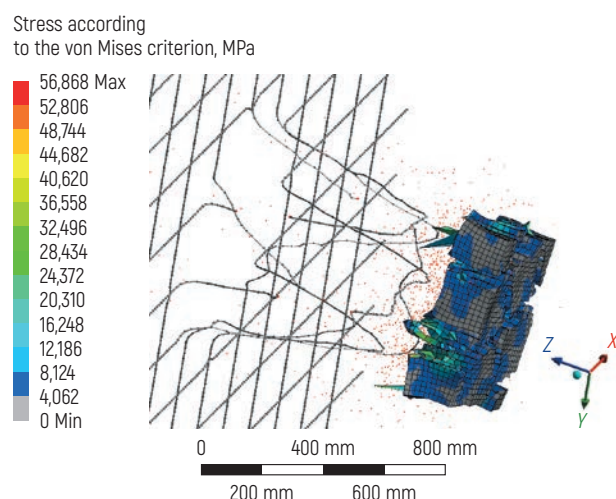 Stress according
to the von Mises criterion, MPa
56,868 Max
52,806
48,744
44,682
40,620
36,558
32,496
28,434
24,372
20,310
16,248
12,186
8,124
4,062
0 Min
Z
X
Y
0 400 mm 800 mm
200 mm 600 mm